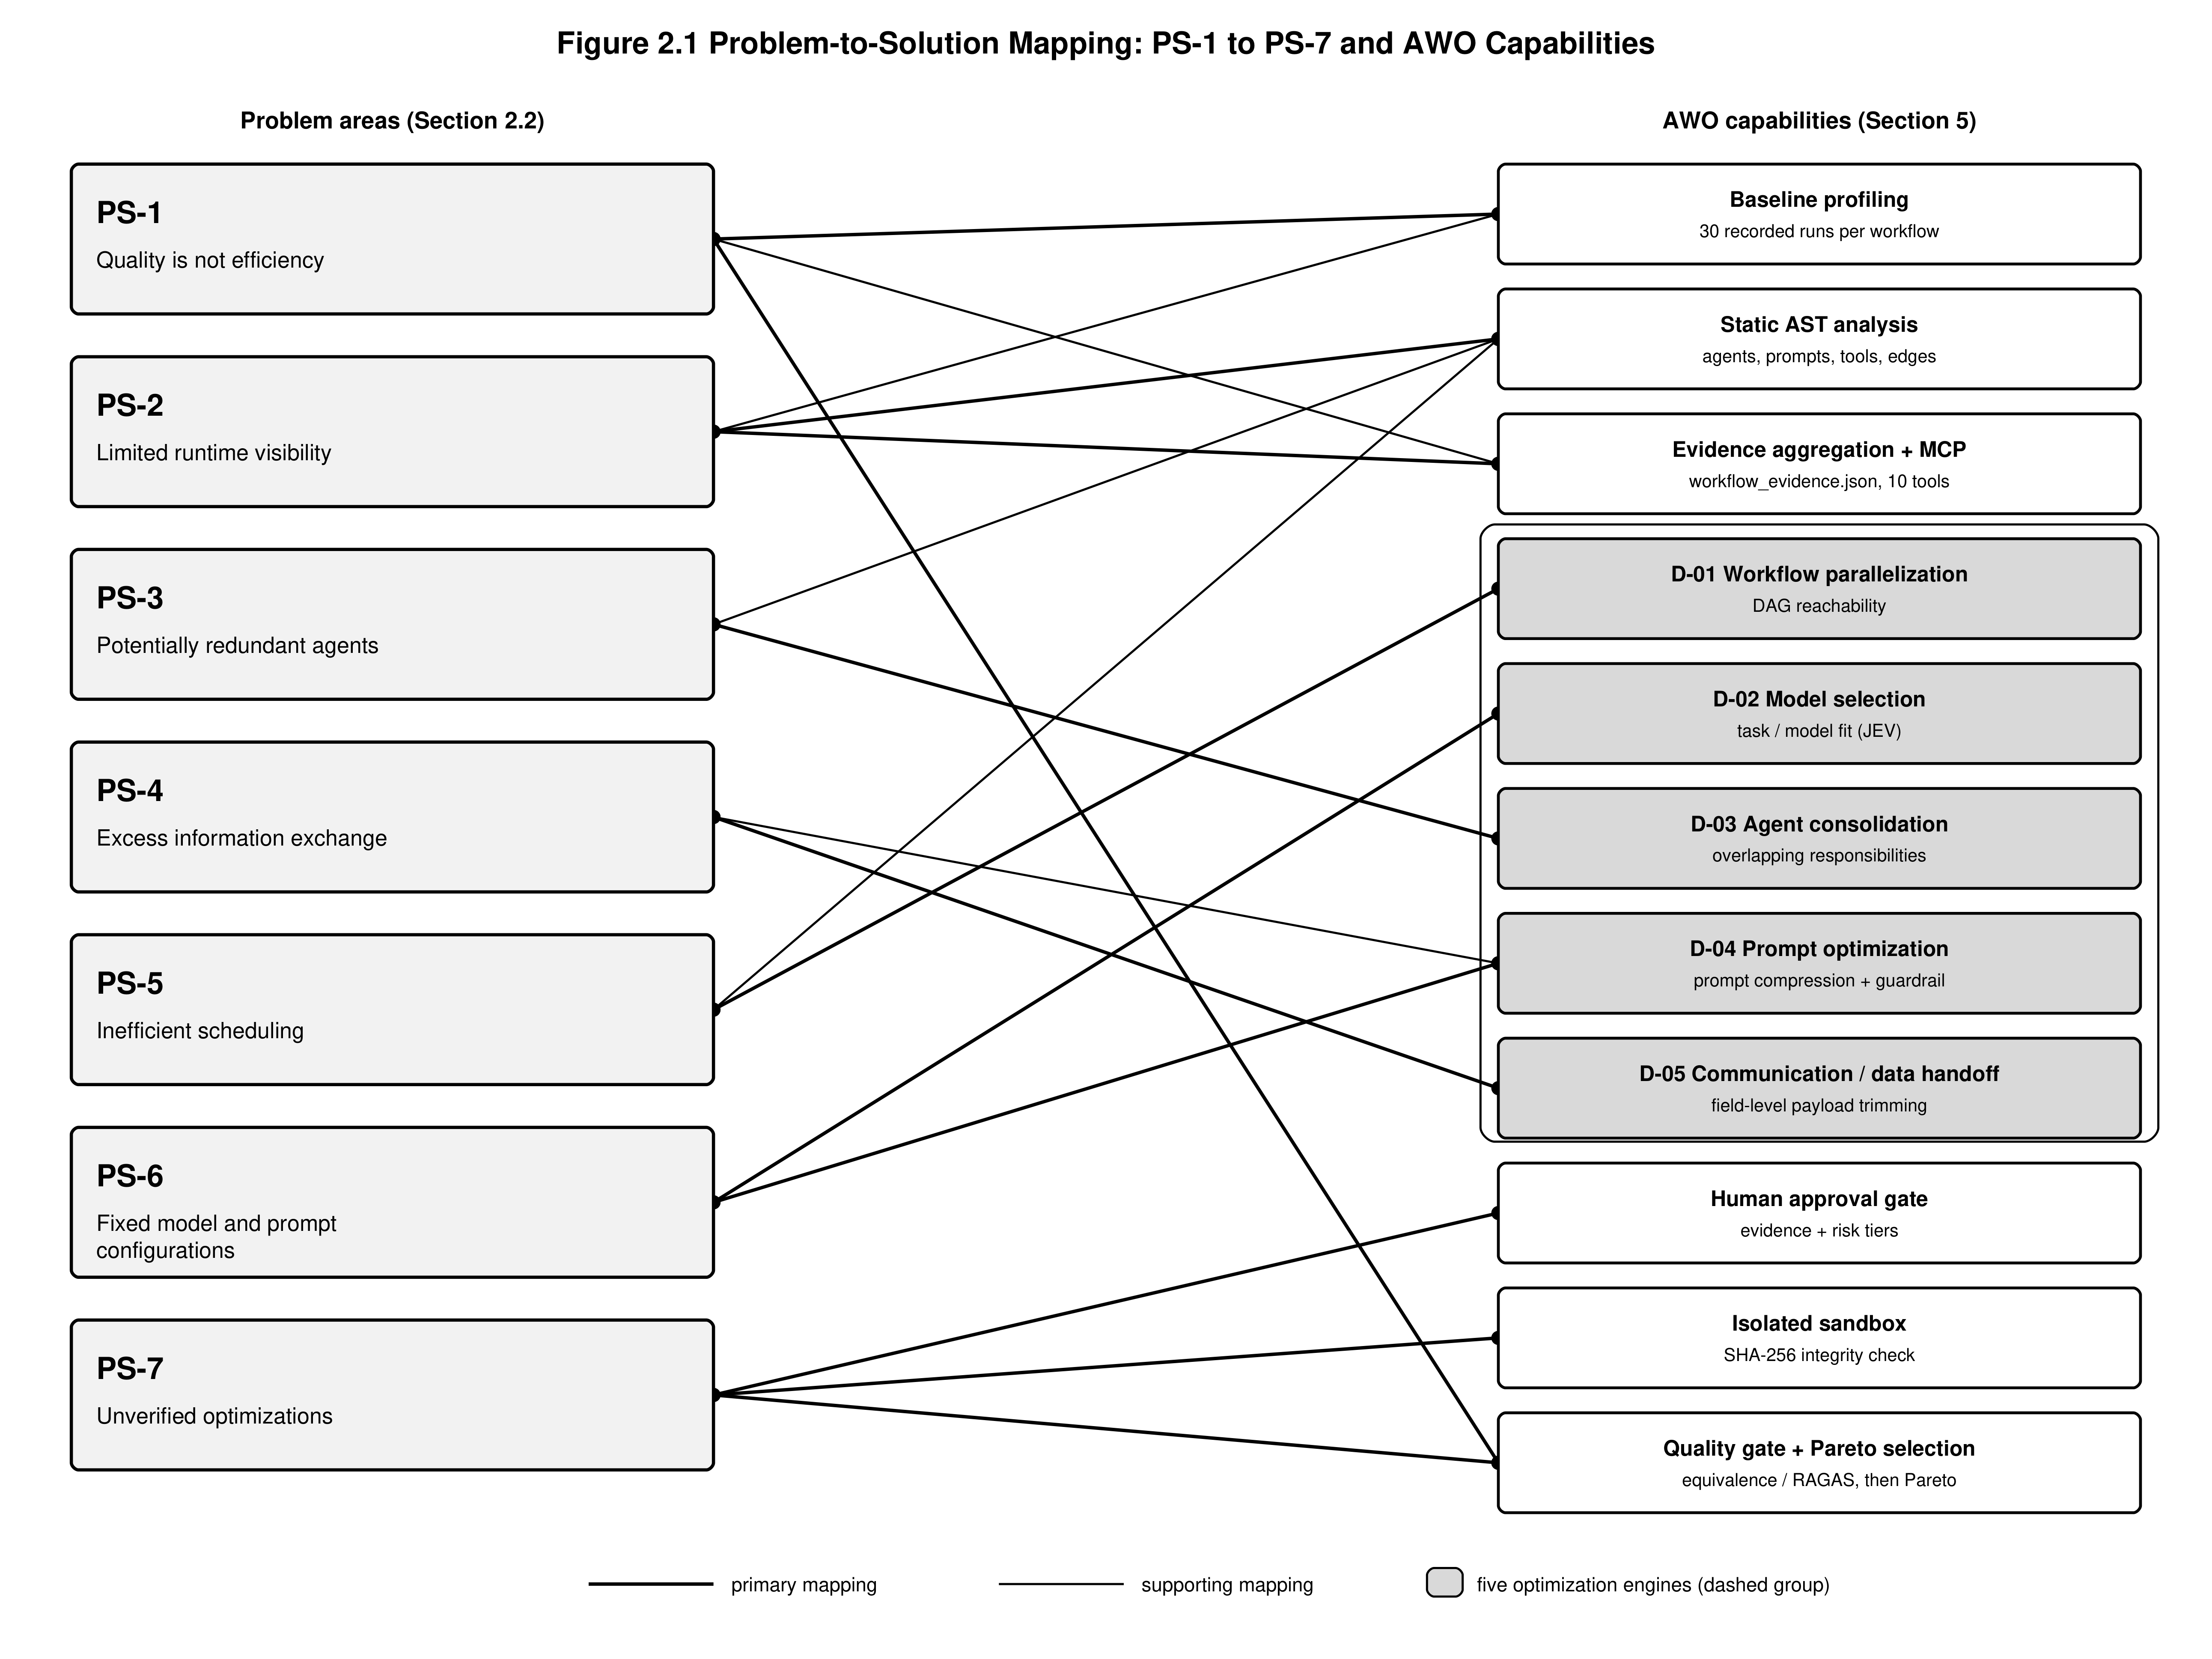 Figure 2.1 Problem-to-Solution Mapping: PS-1 to PS-7 and AWO Capabilities
Problem areas (Section 2.2)
PS-1
Quality is not efficiency
PS-2
Limited runtime visibility
PS-3
Potentially redundant agents
PS-4
Excess information exchange
PS-5
Inefficient scheduling
PS-6
Fixed model and prompt
configurations
PS-7
Unverified optimizations
AWO capabilities (Section 5)
Baseline profiling
30 recorded runs per workflow
Static AST analysis
agents, prompts, tools, edges
Evidence aggregation + MCP
workflow_evidence.json, 10 tools
D-01 Workflow parallelization
DAG reachability
D-02 Model selection
task / model fit (JEV)
D-03 Agent consolidation
overlapping responsibilities
D-04 Prompt optimization
prompt compression + guardrail
D-05 Communication / data handoff
field-level payload trimming
Human approval gate
evidence + risk tiers
Isolated sandbox
SHA-256 integrity check
Quality gate + Pareto selection
equivalence / RAGAS, then Pareto
primary mapping
supporting mapping
five optimization engines (dashed group)